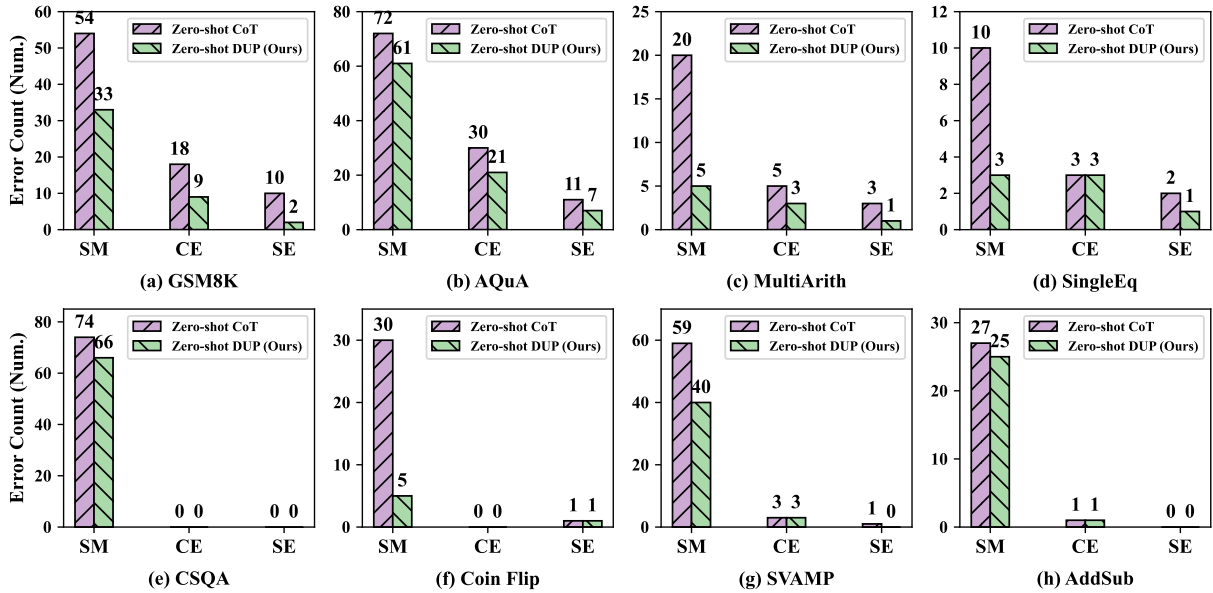 Error Count (Num.)
60
50
40
30
20
10
0
54
33
18
9
10
2
Zero-shot CoT
Zero-shot DUP (Ours)
SM CE SE
(a) GSM8K
80
60
40
20
0
72
61
30
21
11
7
Zero-shot CoT
Zero-shot DUP (Ours)
SM CE SE
(b) AQuA
25
20
15
10
5
0
20
5
5
3
3
1
Zero-shot CoT
Zero-shot DUP (Ours)
SM CE SE
(c) MultiArith
12
10
8
6
4
2
0
10
3
3 3
2
1
Zero-shot CoT
Zero-shot DUP (Ours)
SM CE SE
(d) SingleEq
Error Count (Num.)
80
60
40
20
0
74
66
0 0
0 0
Zero-shot CoT
Zero-shot DUP (Ours)
SM CE SE
(e) CSQA
30
20
10
0
30
5
0 0
1 1
Zero-shot CoT
Zero-shot DUP (Ours)
SM CE SE
(f) Coin Flip
60
40
20
0
59
40
3 3
1 0
Zero-shot CoT
Zero-shot DUP (Ours)
SM CE SE
(g) SVAMP
30
20
10
0
27
25
1 1
0 0
Zero-shot CoT
Zero-shot DUP (Ours)
SM CE SE
(h) AddSub